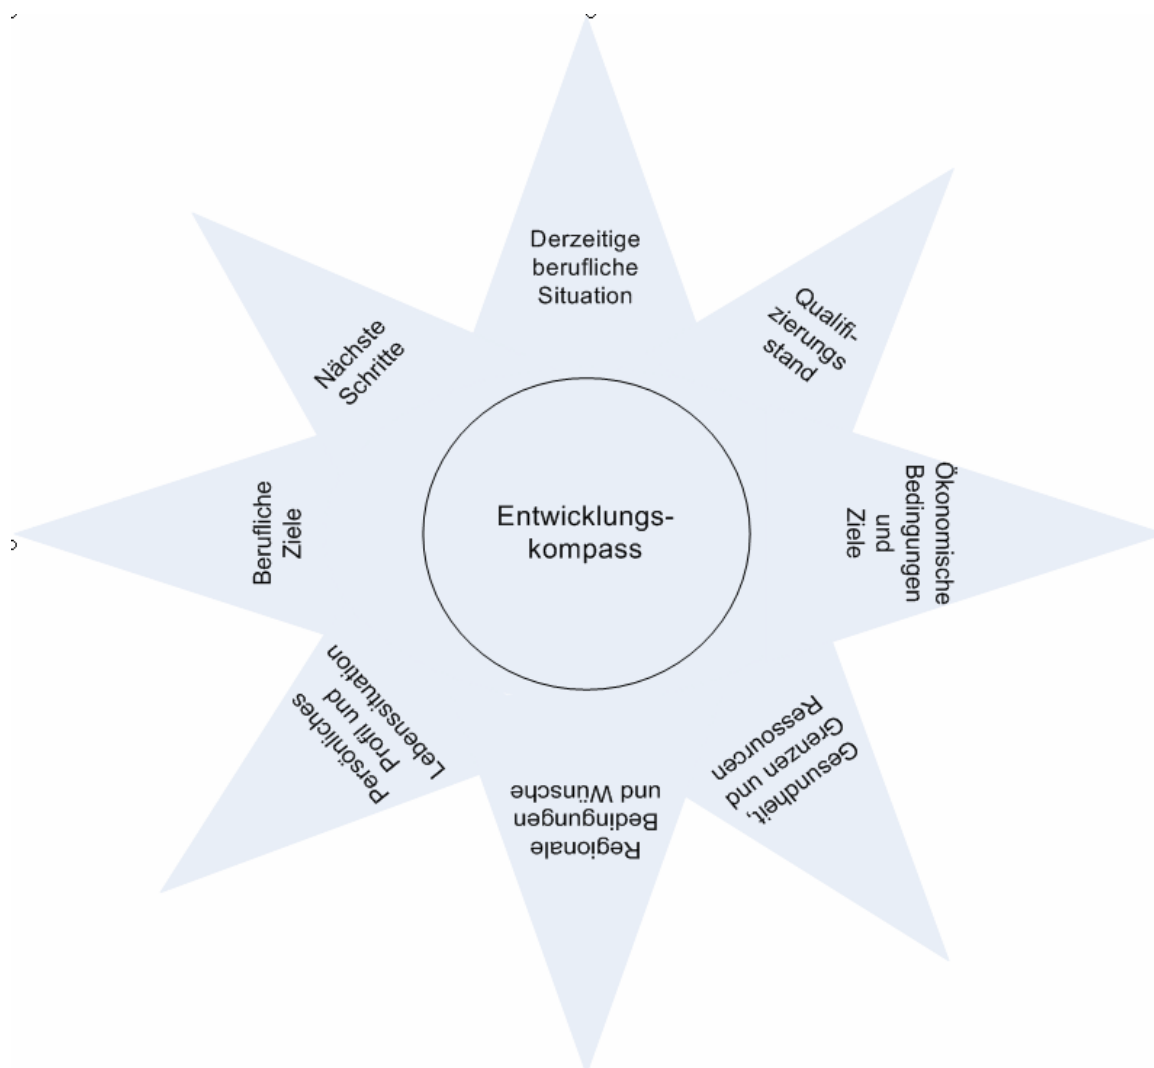 Derzeitige
berufliche
Situation
Qualifi-
zierungs
stand
Ökonomische
Bedingungen
und
Ziele
Gesundheit,
Grenzen und
Ressourcen
Regionale
Bedingungen
und Wünsche
Persönliches
Profil und
Lebenssituation
Berufliche
Ziele
Nächste
Schritte
Entwicklungs-
kompass